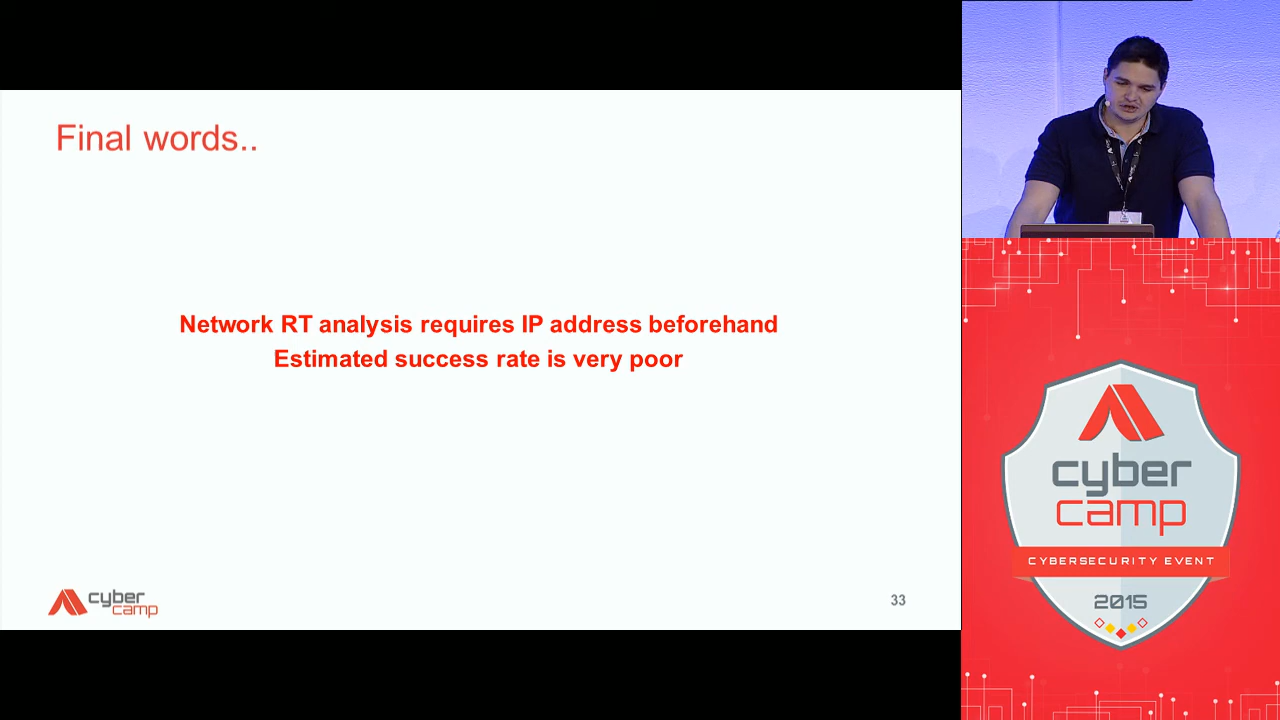 Final words..
Network RT analysis requires IP address beforehand
Estimated success rate is very poor
cyber
camp
33
cyber
camp
CYBERSECURITY EVENT
2015